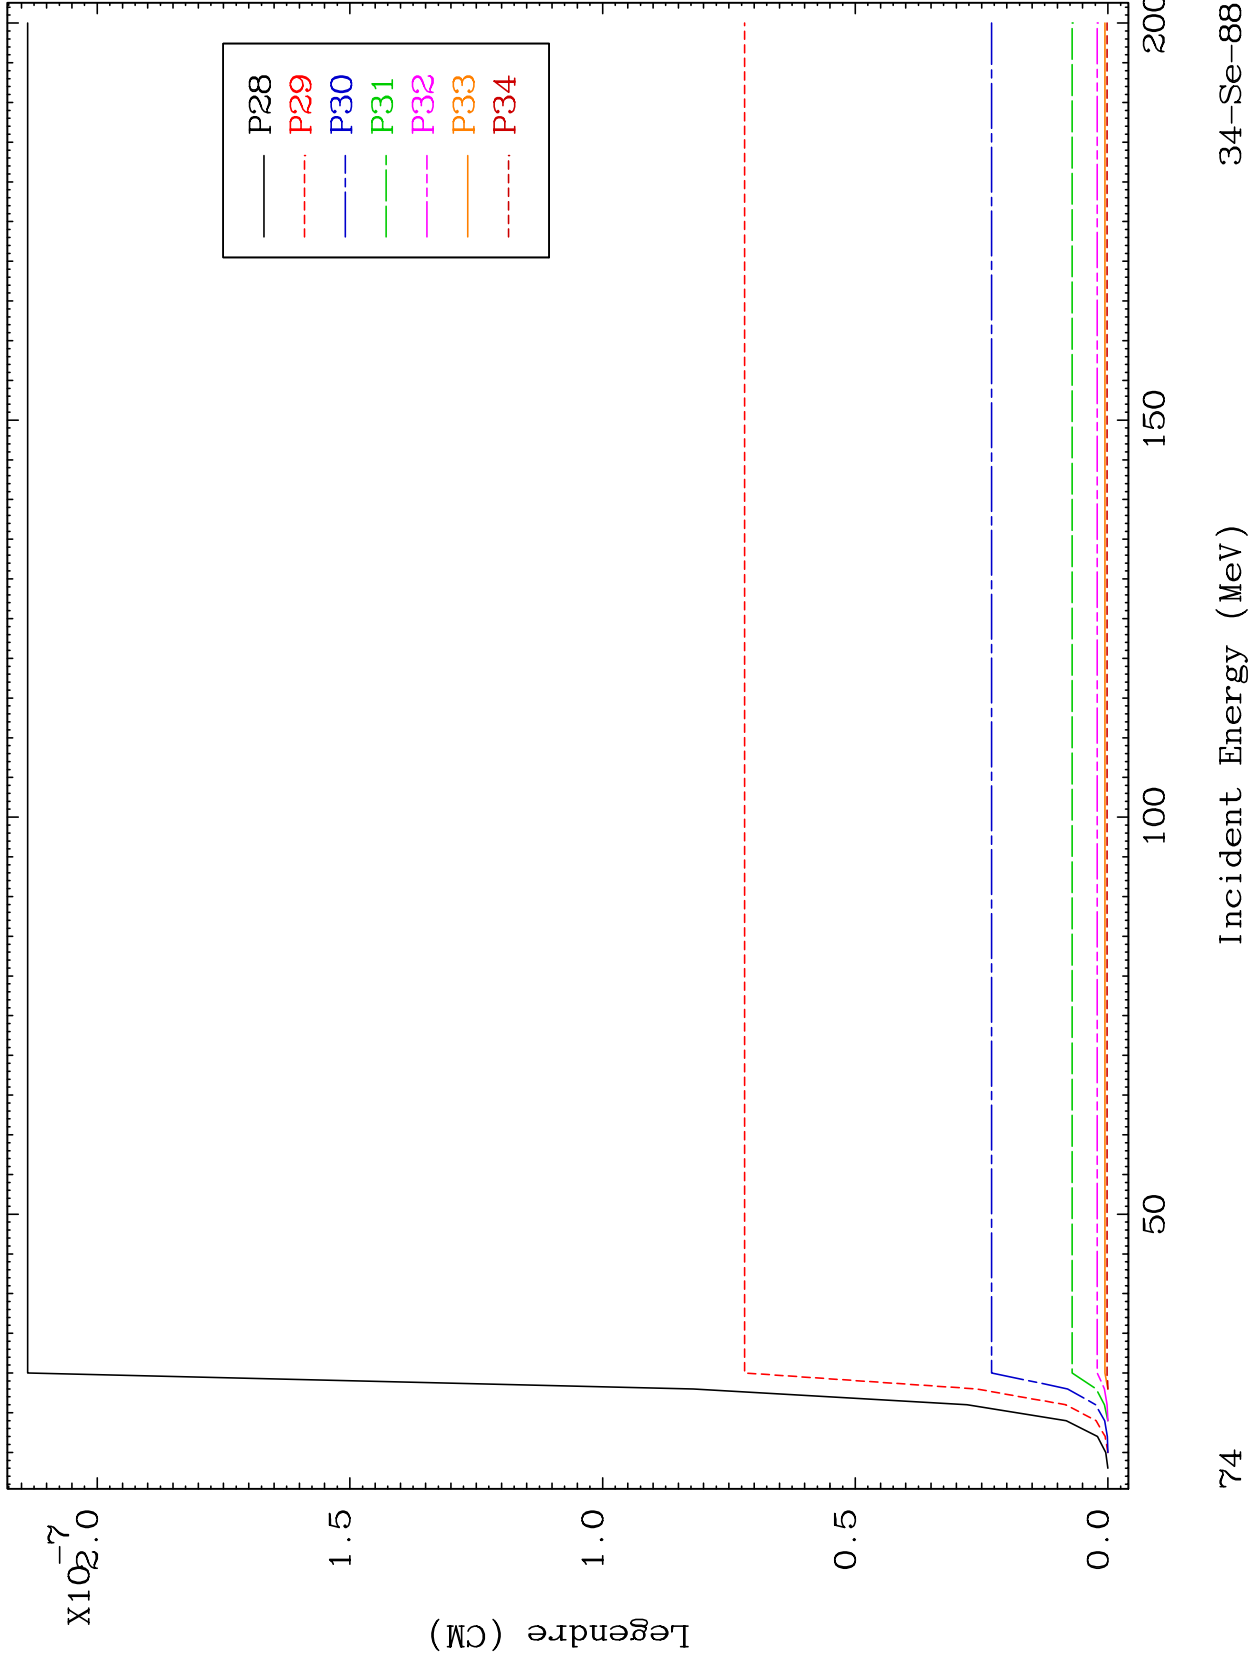 X10⁻⁷
2.0
1.5
1.0
0.5
0.0
Legendre (CM)
P28
P29
P30
P31
P32
P33
P34
50
100
150
200
Incident Energy (MeV)
74
34-Se-88